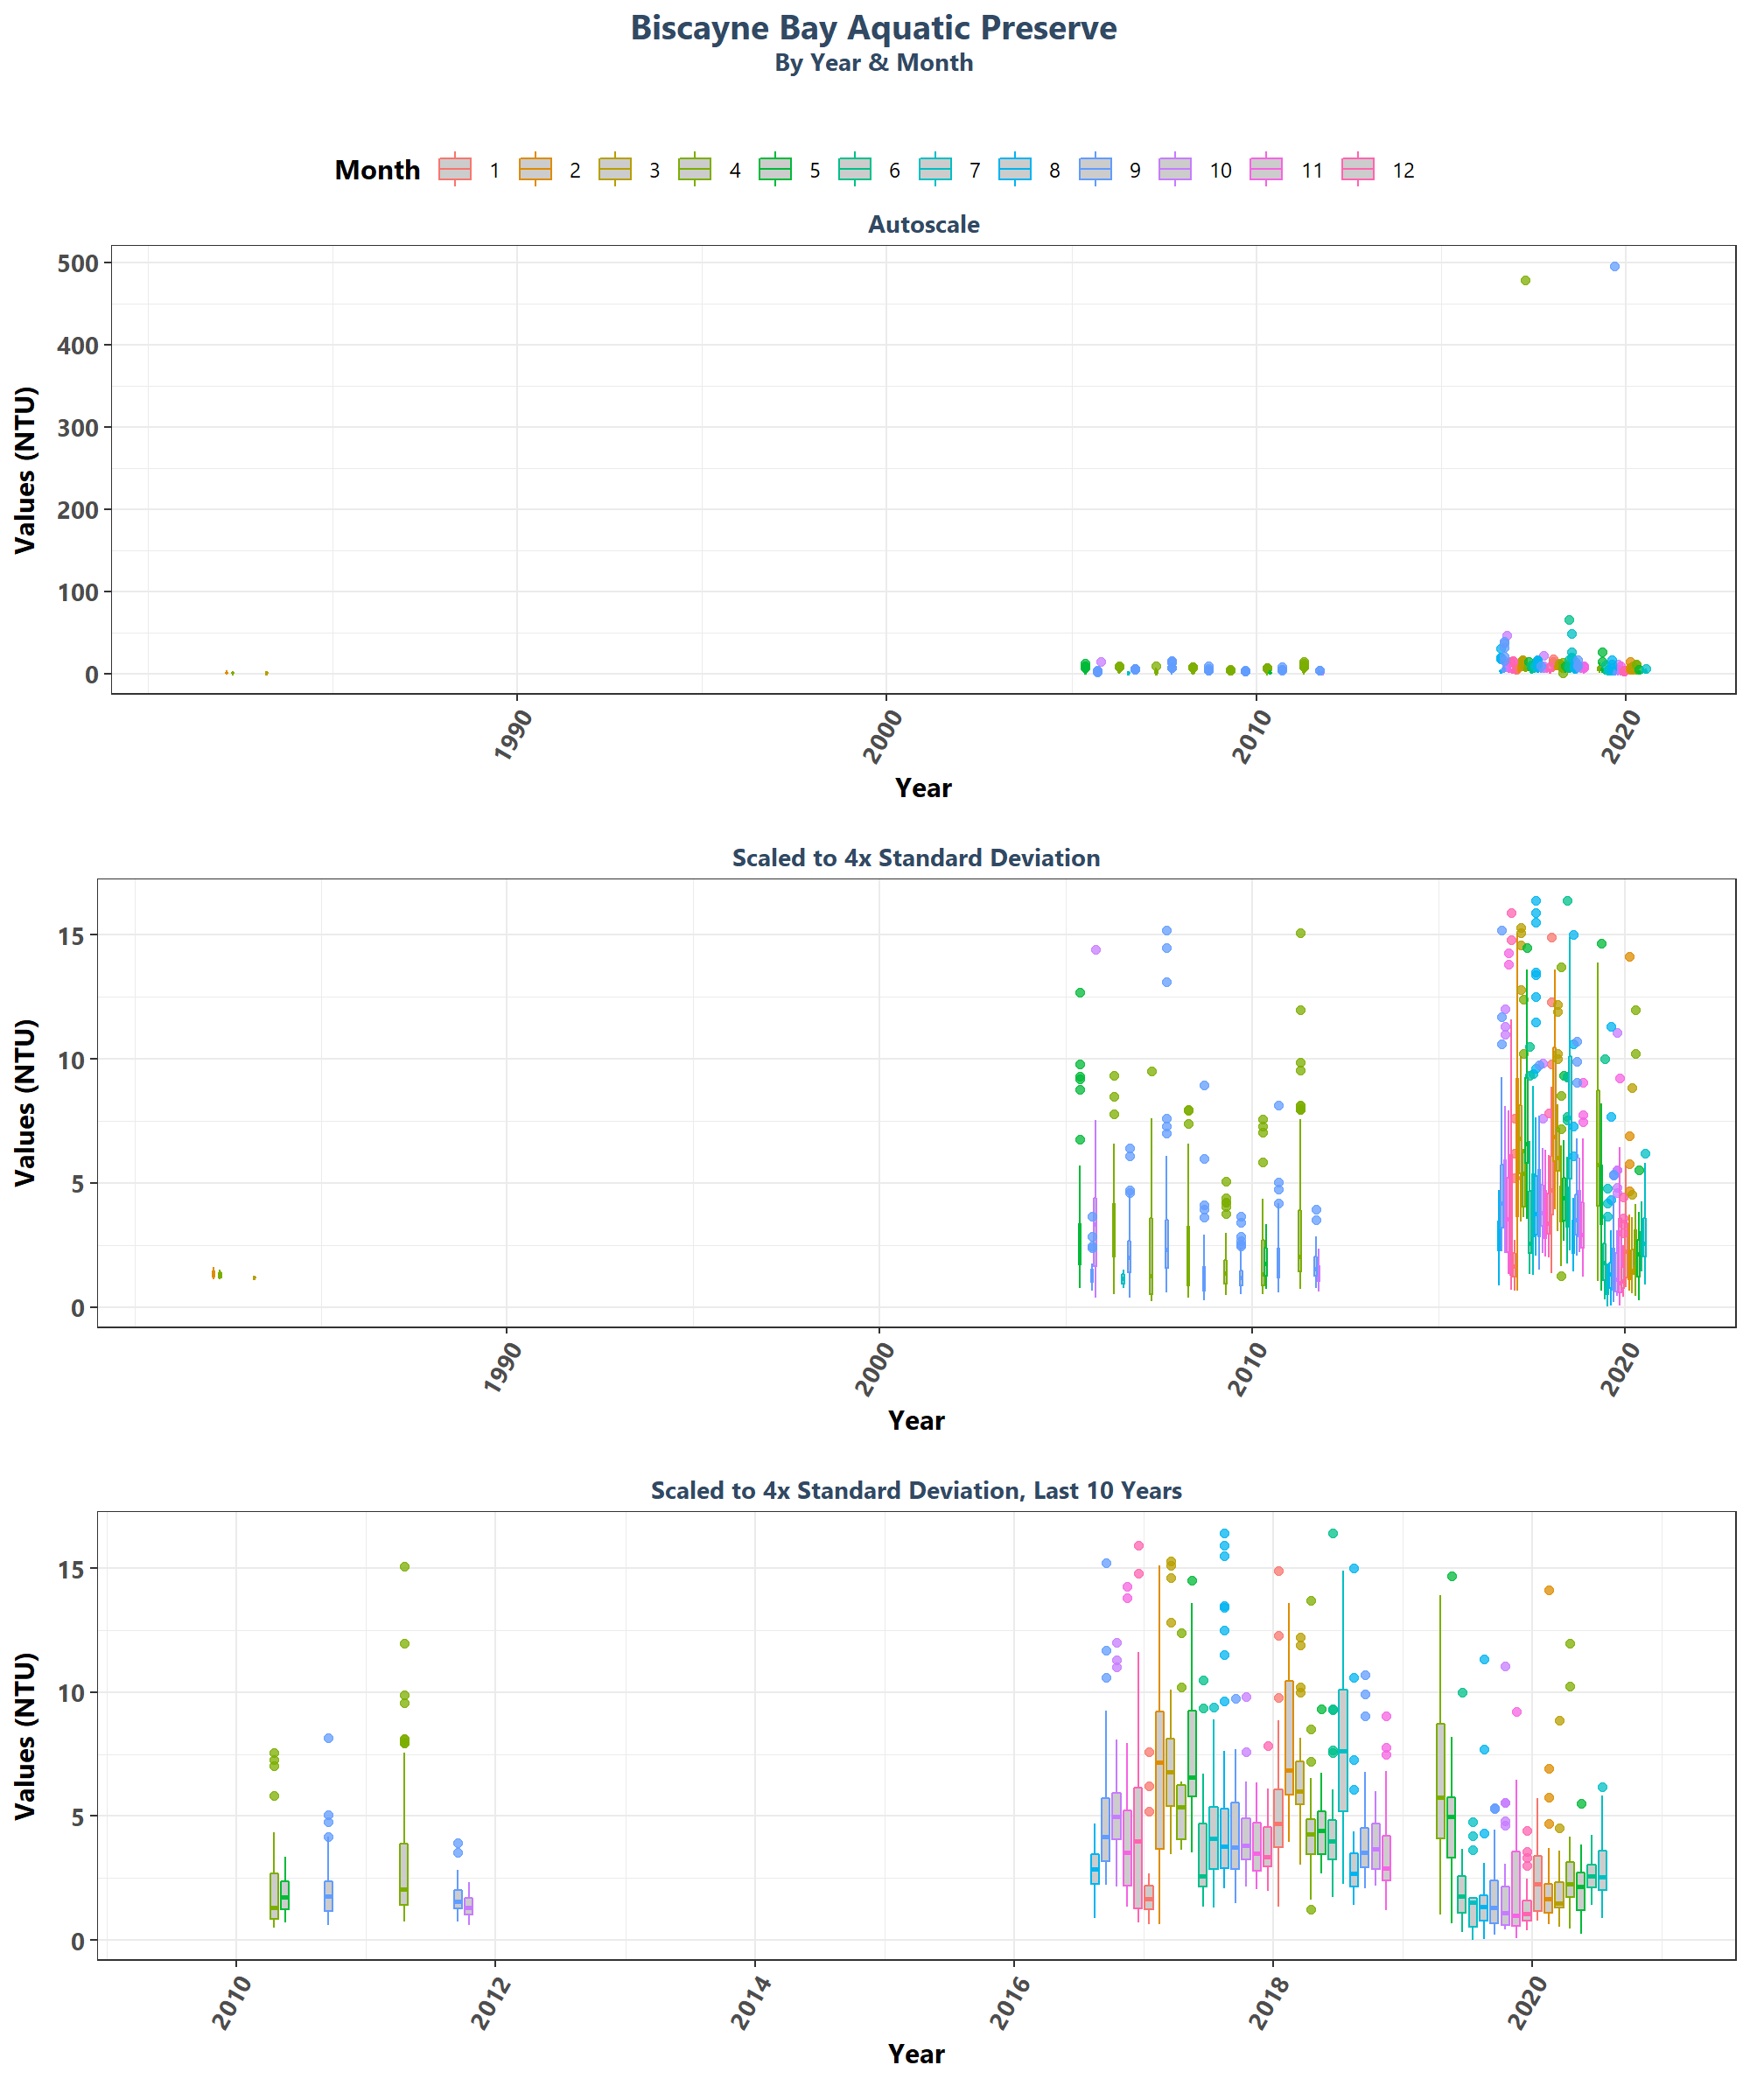 Biscayne Bay Aquatic Preserve
By Year & Month
Month 1 2 3 4 5 6 7 8 9 10 11 12
Autoscale
Values (NTU)
500
400
300
200
100
0
1990 2000 2010 2020
Year
Scaled to 4x Standard Deviation
Values (NTU)
15
10
5
0
1990 2000 2010 2020
Year
Scaled to 4x Standard Deviation, Last 10 Years
Values (NTU)
15
10
5
0
2010 2012 2014 2016 2018 2020
Year